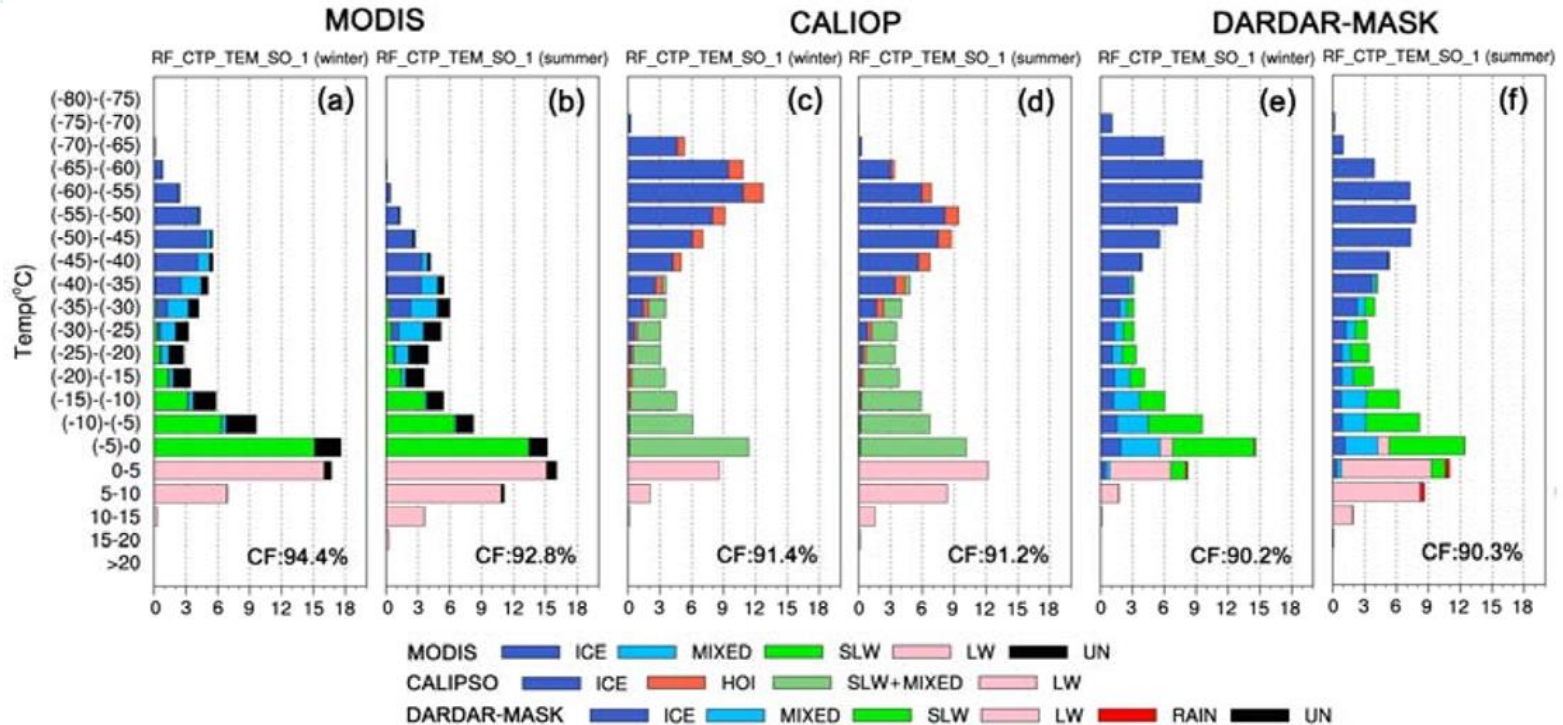 MODIS CALIOP DARDAR-MASK
RF_CTP_TEM_SO_1 (winter) RF_CTP_TEM_SO_1 (summer) RF_CTP_TEM_SO_1 (winter) RF_CTP_TEM_SO_1 (summer) RF_CTP_TEM_SO_1 (winter) RF_CTP_TEM_SO_1 (summer)
(a) (b) (c) (d) (e) (f)
Temp(°C)
(-80)-(-75)
(-75)-(-70)
(-70)-(-65)
(-65)-(-60)
(-60)-(-55)
(-55)-(-50)
(-50)-(-45)
(-45)-(-40)
(-40)-(-35)
(-35)-(-30)
(-30)-(-25)
(-25)-(-20)
(-20)-(-15)
(-15)-(-10)
(-10)-(-5)
(-5)-0
0-5
5-10
10-15
15-20
>20
CF:94.4% CF:92.8% CF:91.4% CF:91.2% CF:90.2% CF:90.3%
0 3 6 9 12 15 18 0 3 6 9 12 15 18 0 3 6 9 12 15 18 0 3 6 9 12 15 18 0 3 6 9 12 15 18 0 3 6 9 12 15 18
MODIS ICE MIXED SLW LW UN
CALIPSO ICE HOI SLW+MIXED LW
DARDAR-MASK ICE MIXED SLW LW RAIN UN